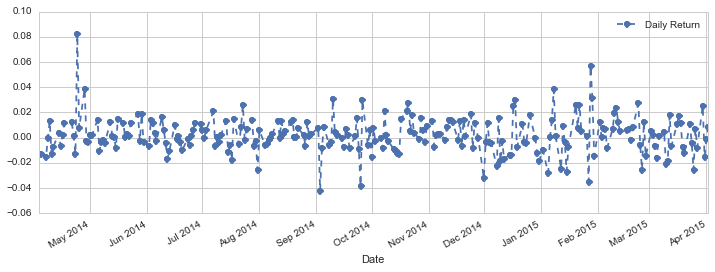 0.10
Daily Return
0.08
0.06
0.04
0.02
0.00
−0.02
−0.04
−0.06
May 2014
Jun 2014
Jul 2014
Aug 2014
Sep 2014
Oct 2014
Nov 2014
Dec 2014
Jan 2015
Feb 2015
Mar 2015
Apr 2015
Date